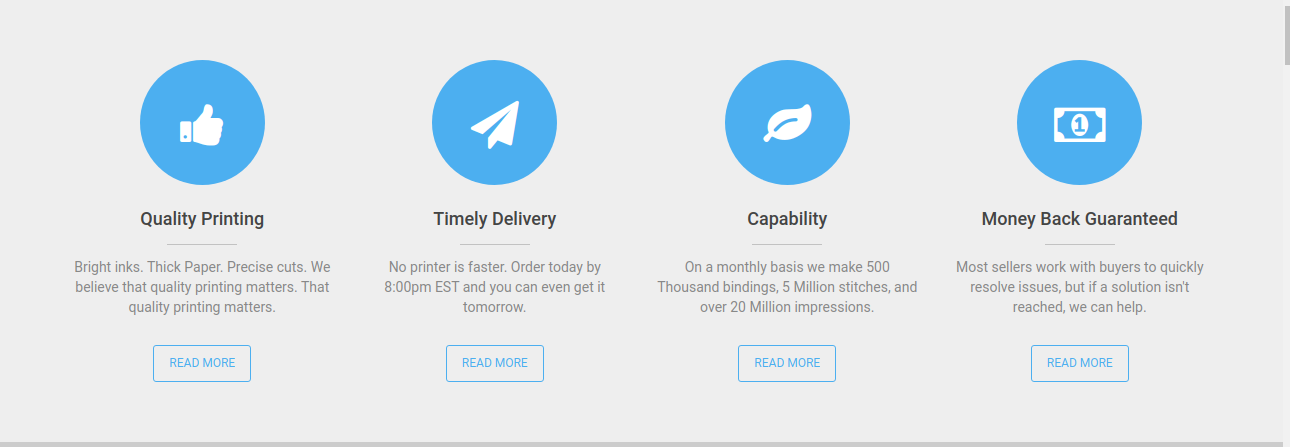 Quality Printing
Bright inks. Thick Paper. Precise cuts. We
believe that quality printing matters. That
quality printing matters.
READ MORE
Timely Delivery
No printer is faster. Order today by
8:00pm EST and you can even get it
tomorrow.
READ MORE
Capability
On a monthly basis we make 500
Thousand bindings, 5 Million stitches, and
over 20 Million impressions.
READ MORE
1
Money Back Guaranteed
Most sellers work with buyers to quickly
resolve issues, but if a solution isn't
reached, we can help.
READ MORE